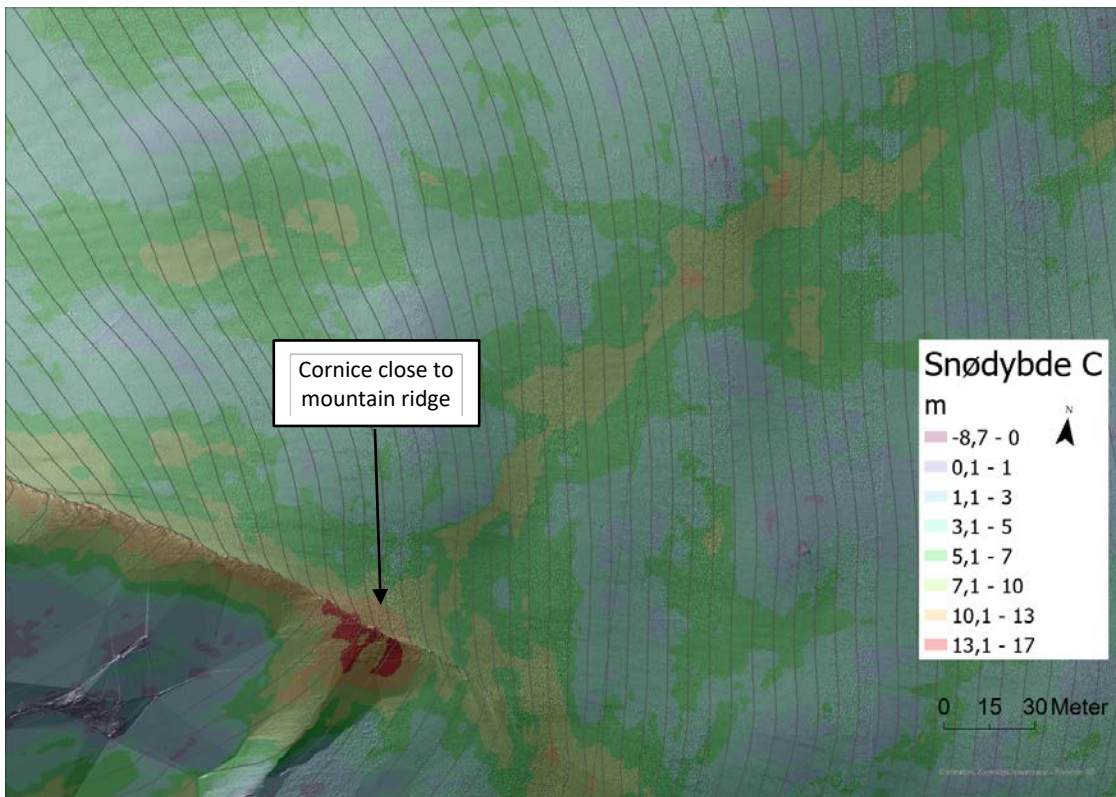 Cornice close to
mountain ridge
Snødybde C
m
N
-8,7 - 0
0,1 - 1
1,1 - 3
3,1 - 5
5,1 - 7
7,1 - 10
10,1 - 13
13,1 - 17
0 15 30 Meter